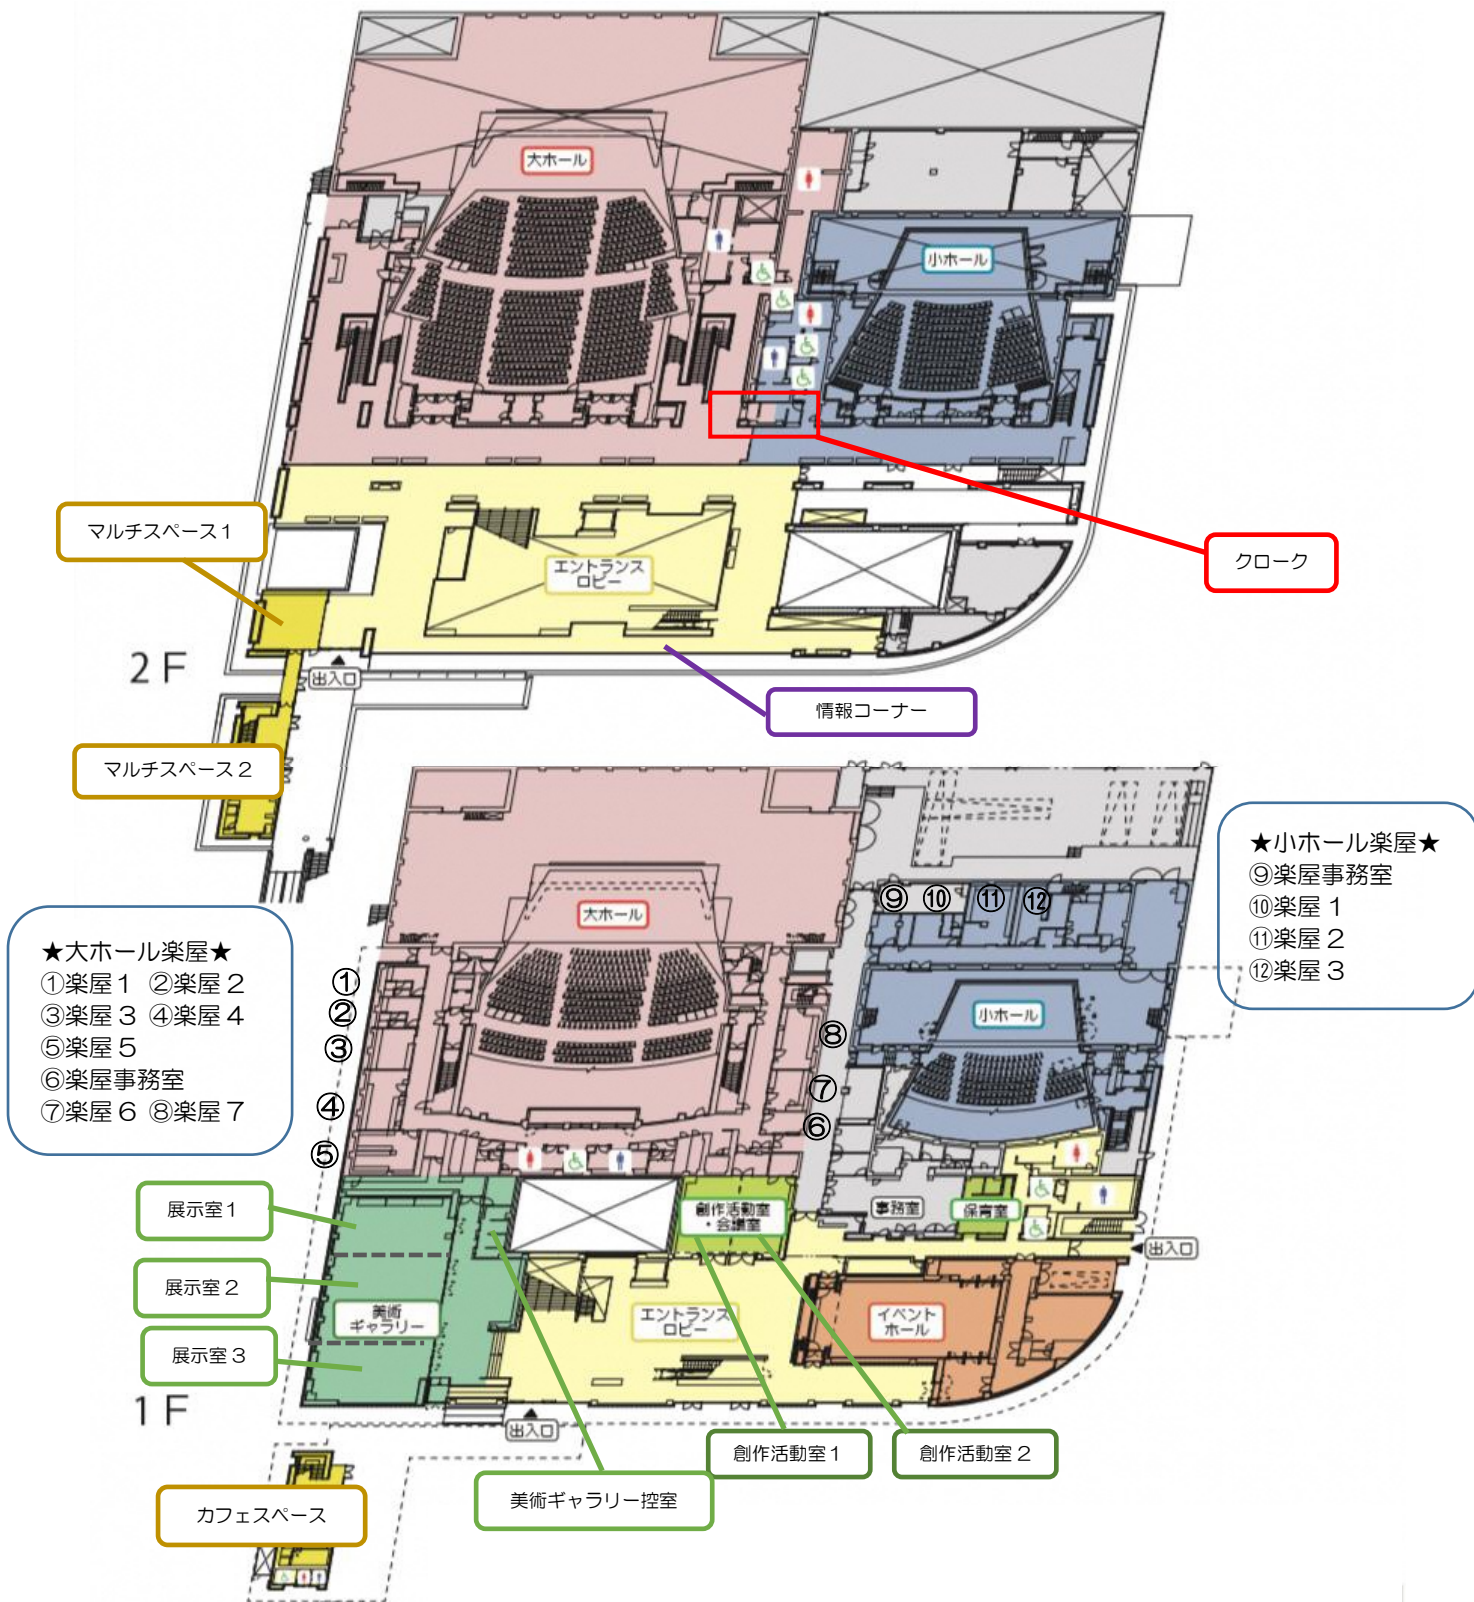 大ホール
小ホール
マルチスペース1
エントランス
ロビー
クローク
2F
出入口
情報コーナー
マルチスペース2
★小ホール楽屋★
⑨楽屋事務室
⑩楽屋1
⑪楽屋2
⑫楽屋3
⑨ ⑩ ⑪ ⑫
大ホール
★大ホール楽屋★
①楽屋1 ②楽屋2
③楽屋3 ④楽屋4
⑤楽屋5
⑥楽屋事務室
⑦楽屋6 ⑧楽屋7
①
②
③
④
⑤
小ホール
⑧
⑦
⑥
展示室1
創作活動室
・会議室
事務室
保育室
出入口
展示室2
美術
ギャラリー
エントランス
ロビー
イベント
ホール
展示室3
1F
出入口
創作活動室1
創作活動室2
美術ギャラリー控室
カフェスペース